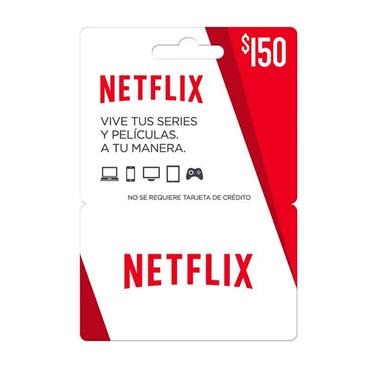 $150
NETFLIX
VIVE TUS SERIES
Y PELÍCULAS.
A TU MANERA.
NO SE REQUIERE TARJETA DE CRÉDITO
NETFLIX